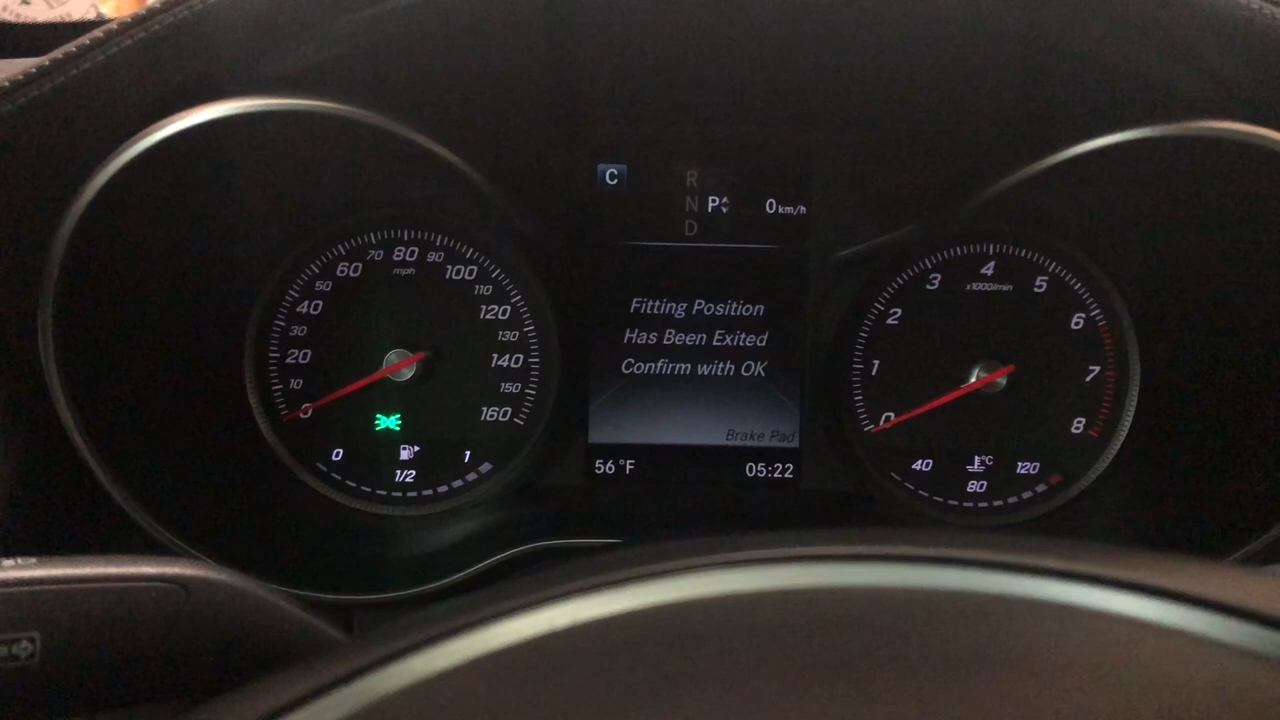 C
R
N
P
D
0 km/h
Fitting Position
Has Been Exited
Confirm with OK
Brake Pad
56 °F
05:22
0
10
20
30
40
50
60
70
80
90
100
110
120
130
140
150
160
mph
0
1/2
1
0
1
2
3
4
5
6
7
8
x1000/min
40
80
120
°C